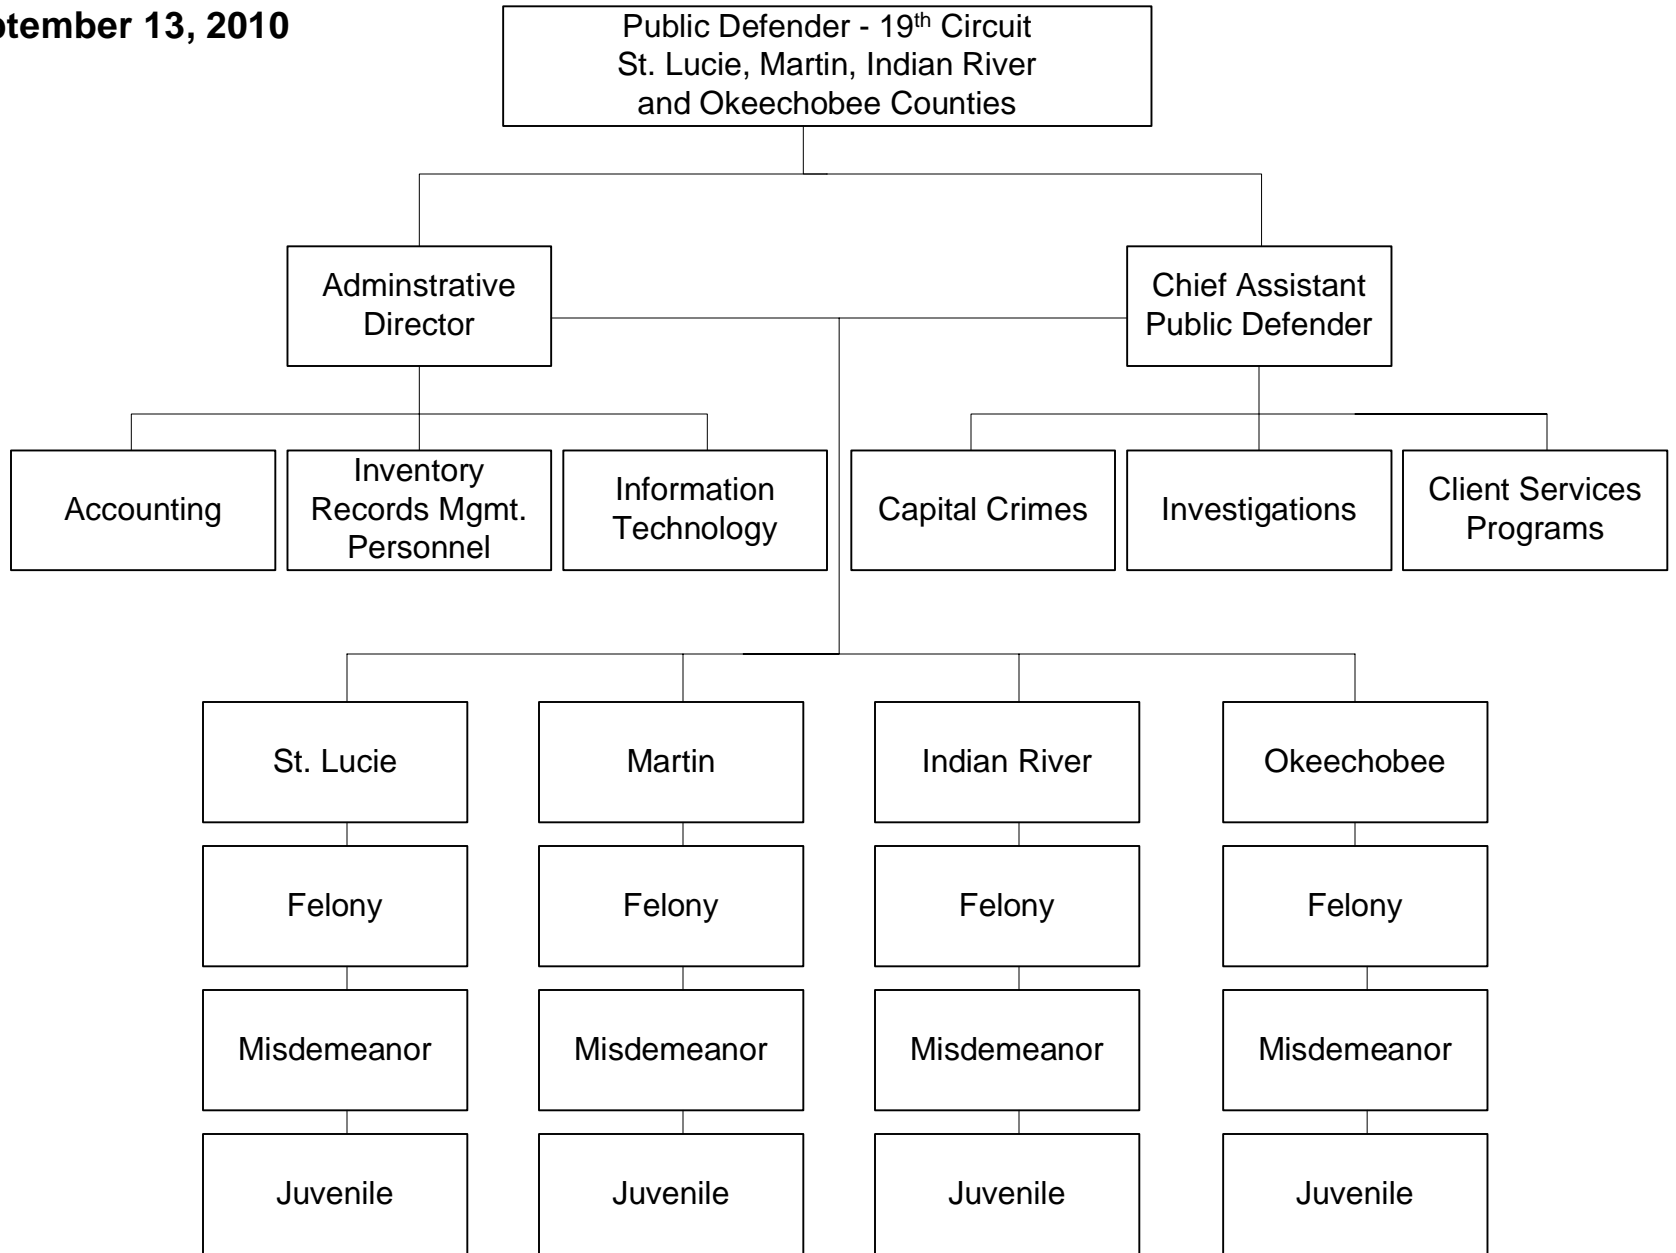 ptember 13, 2010
Public Defender - 19th Circuit
St. Lucie, Martin, Indian River
and Okeechobee Counties
Adminstrative
Director
Chief Assistant
Public Defender
Accounting
Inventory
Records Mgmt.
Personnel
Information
Technology
Capital Crimes
Investigations
Client Services
Programs
St. Lucie
Martin
Indian River
Okeechobee
Felony
Felony
Felony
Felony
Misdemeanor
Misdemeanor
Misdemeanor
Misdemeanor
Juvenile
Juvenile
Juvenile
Juvenile